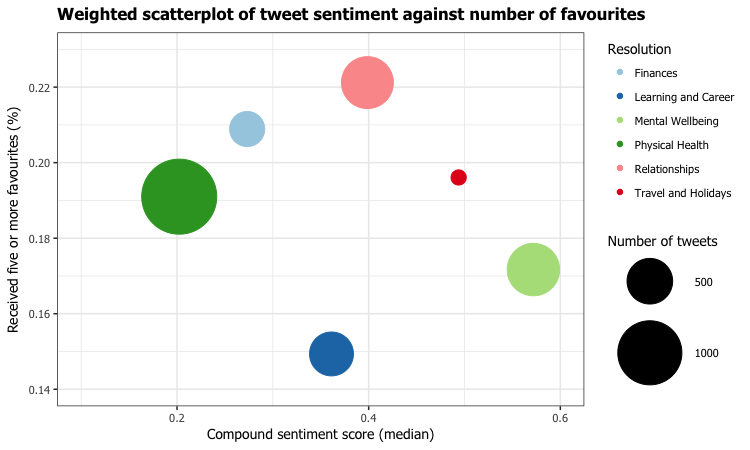 Weighted scatterplot of tweet sentiment against number of favourites
Received five or more favourites (%)
0.22
0.20
0.18
0.16
0.14
0.2
0.4
0.6
Compound sentiment score (median)
Resolution
Finances
Learning and Career
Mental Wellbeing
Physical Health
Relationships
Travel and Holidays
Number of tweets
500
1000